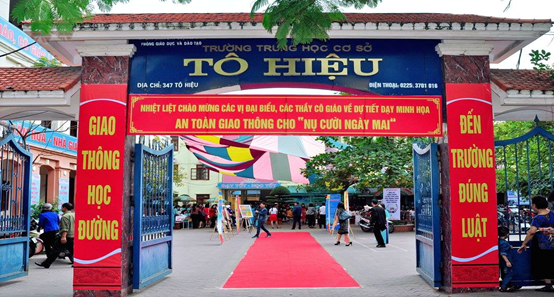 PHÒNG GIÁO DỤC VÀ ĐÀO TẠO
TRƯỜNG TRUNG HỌC CƠ SỞ
TÔ HIỆU
ĐỊA CHỈ: 347 TÔ HIỆU
ĐIỆN THOẠI: 0225. 3701 816
NHIỆT LIỆT CHÀO MỪNG CÁC VỊ ĐẠI BIỂU, CÁC THẦY CÔ GIÁO VỀ DỰ TIẾT DẠY MINH HỌA
AN TOÀN GIAO THÔNG CHO "NỤ CƯỜI NGÀY MAI"
GIAO
THÔNG
HỌC
ĐƯỜNG
ĐẾN
TRƯỜNG
ĐÚNG
LUẬT